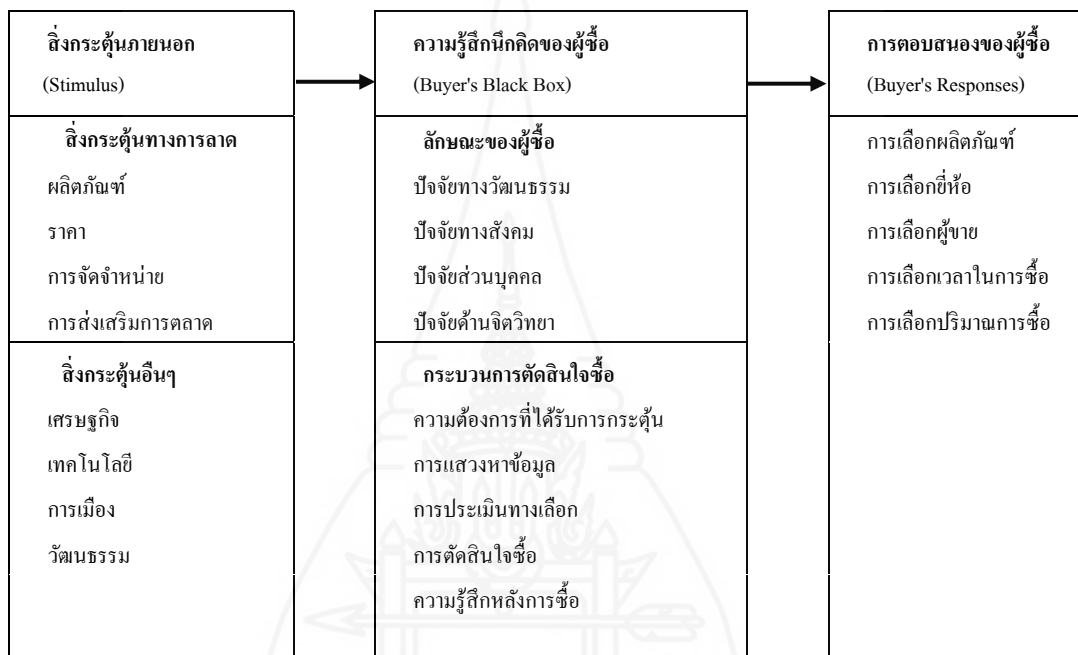 สิ่งกระตุ้นภายนอก
(Stimulus)
สิ่งกระตุ้นทางการลาด
ผลิตภัณฑ์
ราคา
การจัดจำหน่าย
การส่งเสริมการตลาด
สิ่งกระตุ้นอื่นๆ
เศรษฐกิจ
เทคโนโลยี
การเมือง
วัฒนธรรม
ความรู้สึกนึกคิดของผู้ซื้อ
(Buyer's Black Box)
ลักษณะของผู้ซื้อ
ปัจจัยทางวัฒนธรรม
ปัจจัยทางสังคม
ปัจจัยส่วนบุคคล
ปัจจัยด้านจิตวิทยา
กระบวนการตัดสินใจซื้อ
ความต้องการที่ได้รับการกระตุ้น
การแสวงหาข้อมูล
การประเมินทางเลือก
การตัดสินใจซื้อ
ความรู้สึกหลังการซื้อ
การตอบสนองของผู้ซื้อ
(Buyer's Responses)
การเลือกผลิตภัณฑ์
การเลือกยี่ห้อ
การเลือกผู้ขาย
การเลือกเวลาในการซื้อ
การเลือกปริมาณการซื้อ